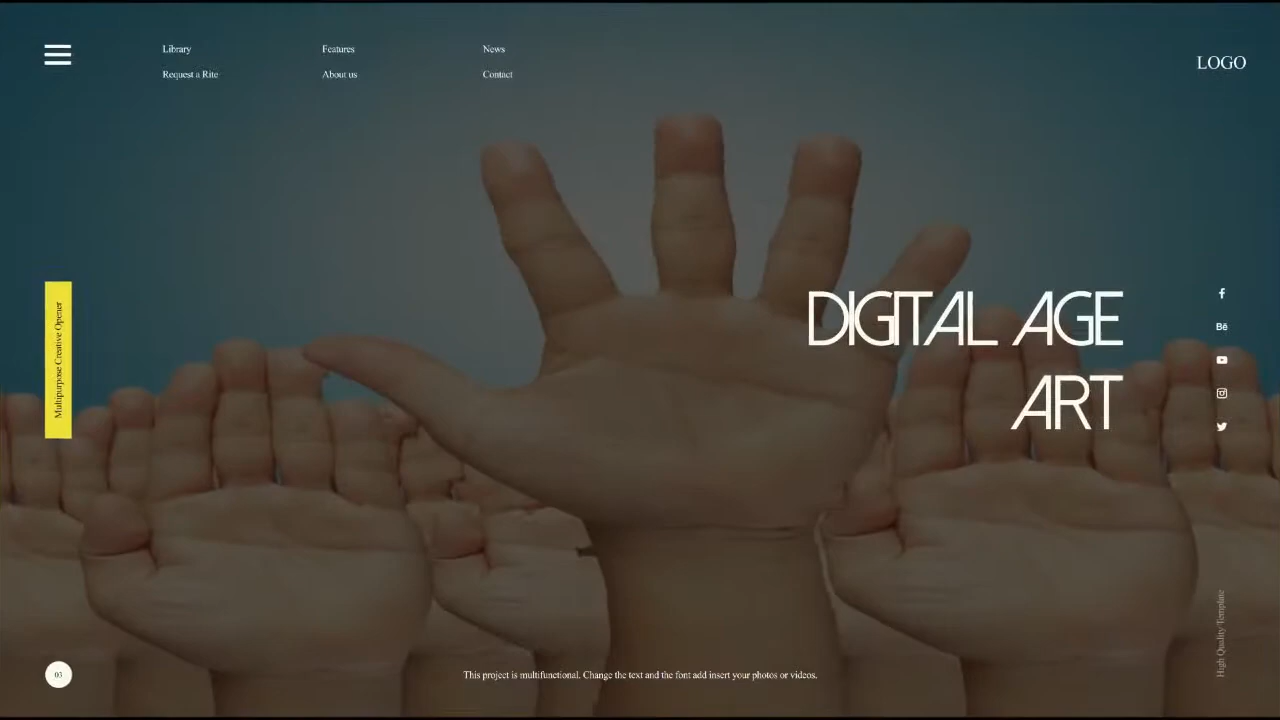 Library
Features
News
LOGO
Request a Rite
About us
Contact
Multipurpose Creative Opener
DIGITAL AGE
ART
Bē
High Quality Template
03
This project is multifunctional. Change the text and the font add insert your photos or videos.